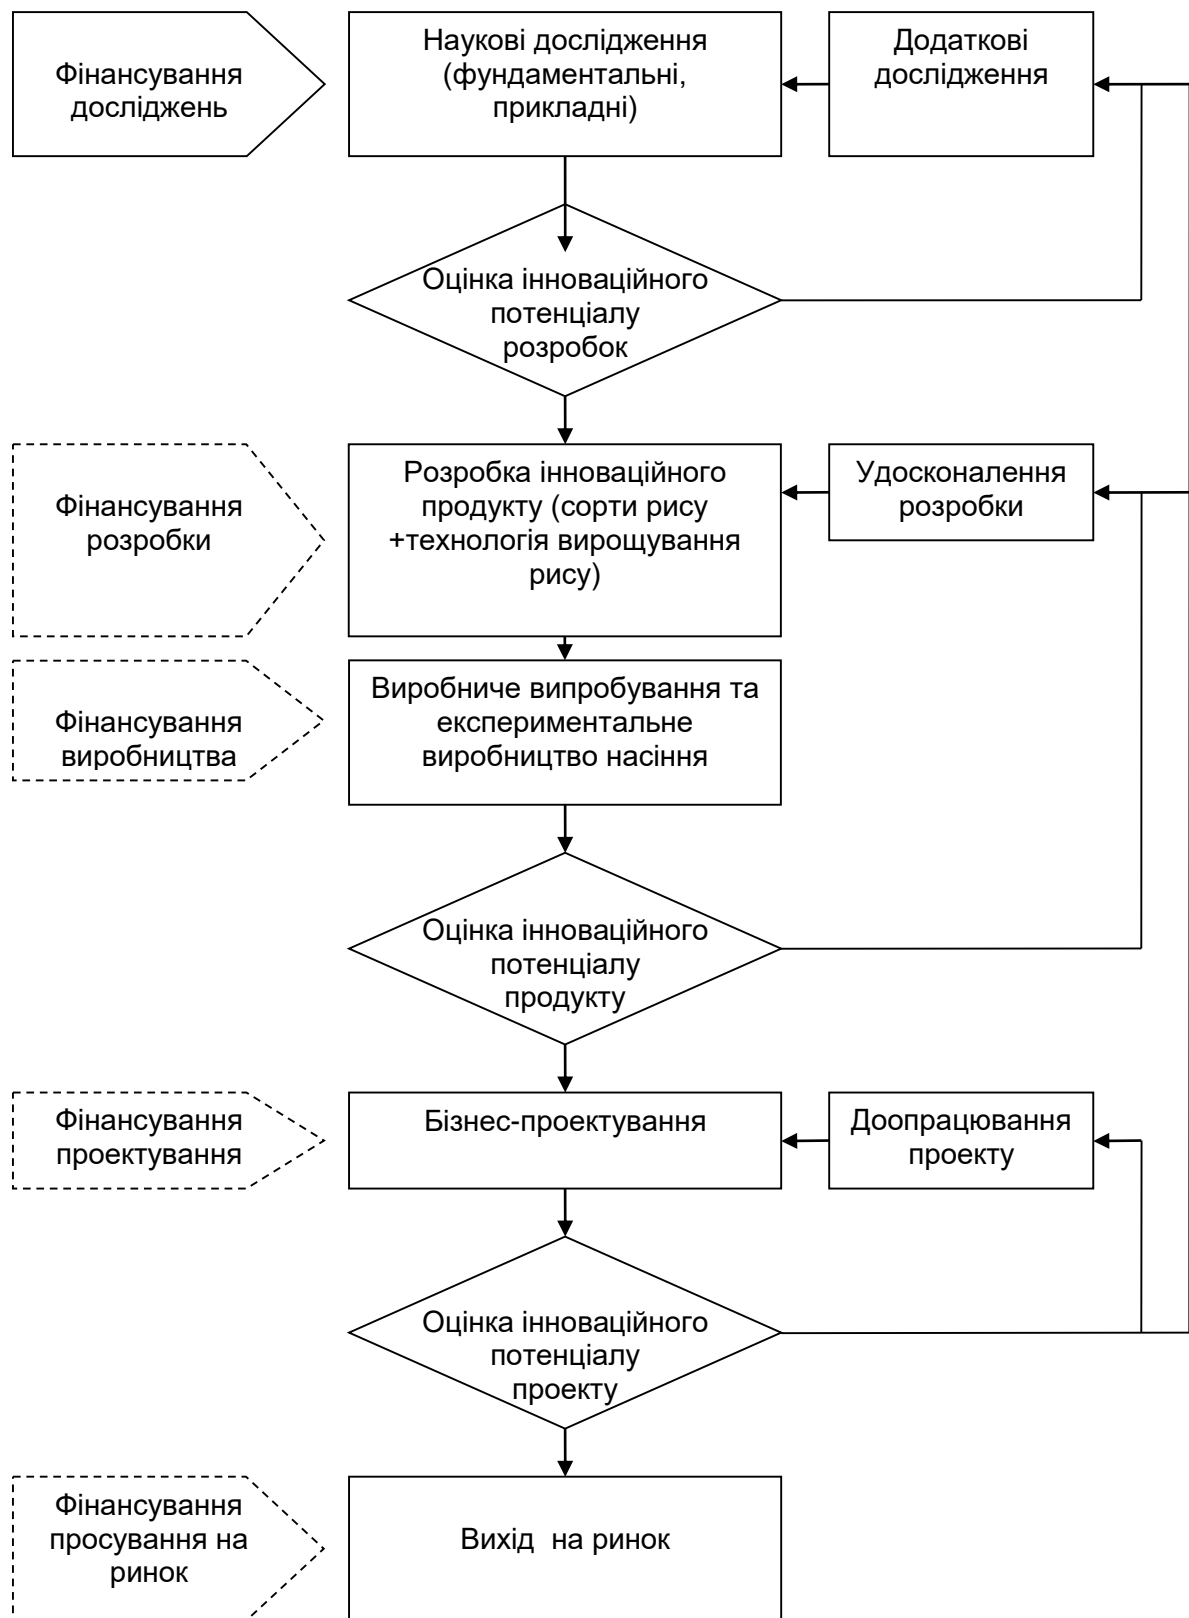 Фінансування
досліджень
Наукові дослідження
(фундаментальні,
прикладні)
Додаткові
дослідження
Оцінка інноваційного
потенціалу
розробок
Фінансування
розробки
Розробка інноваційного
продукту (сорти рису
+технологія вирощування
рису)
Удосконалення
розробки
Фінансування
виробництва
Виробниче випробування та
експериментальне
виробництво насіння
Оцінка інноваційного
потенціалу
продукту
Фінансування
проектування
Бізнес-проектування
Доопрацювання
проекту
Оцінка інноваційного
потенціалу
проекту
Фінансування
просування на
ринок
Вихід  на ринок